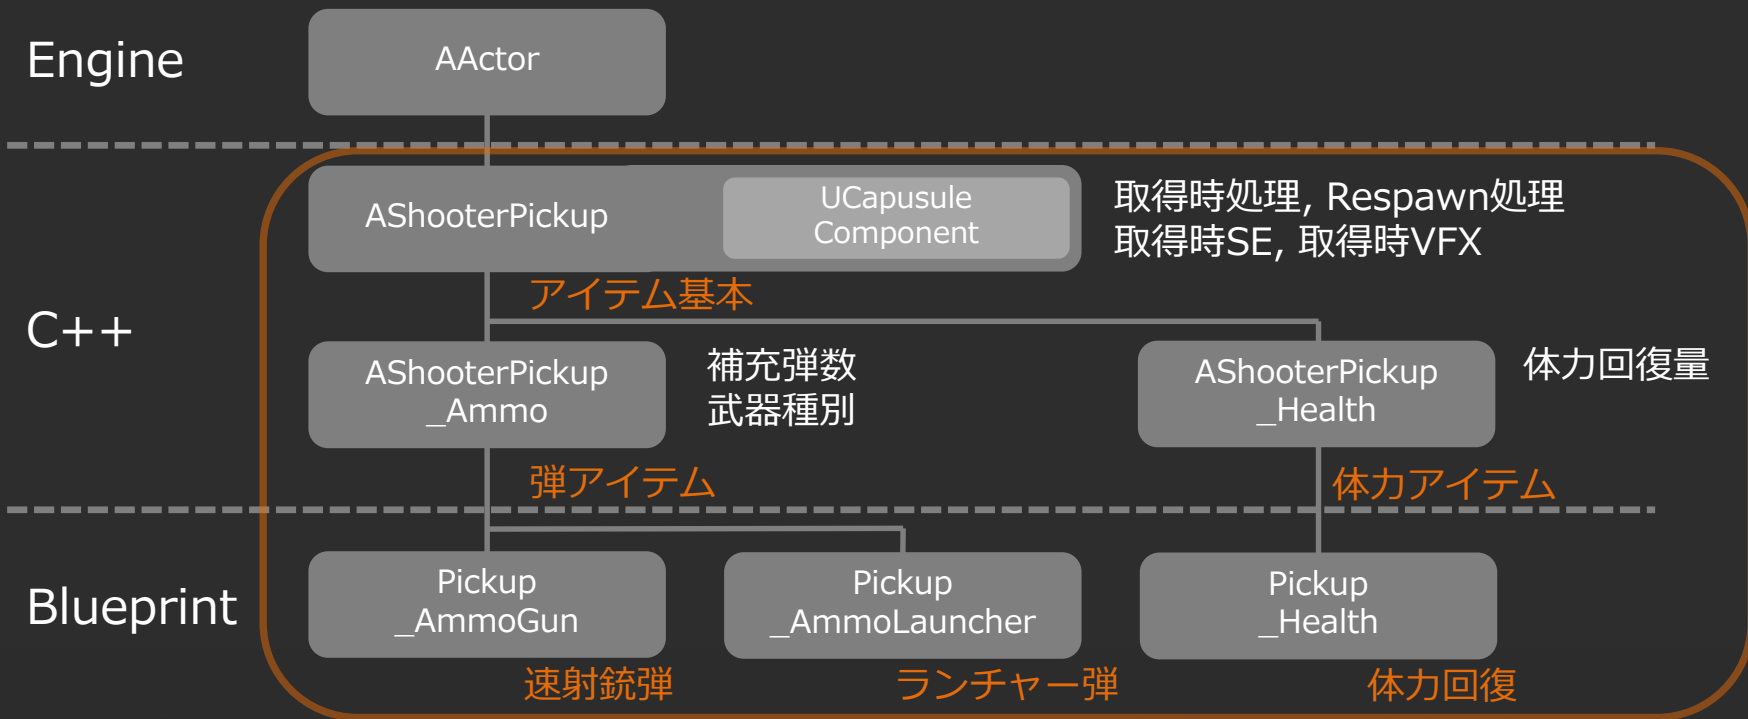 Engine
AActor
AShooterPickup
UCapusule
Component
取得時処理, Respawn処理
取得時SE, 取得時VFX
アイテム基本
C++
AShooterPickup
_Ammo
補充弾数
武器種別
AShooterPickup
_Health
体力回復量
弾アイテム
体力アイテム
Blueprint
Pickup
_AmmoGun
Pickup
_AmmoLauncher
Pickup
_Health
速射銃弾
ランチャー弾
体力回復